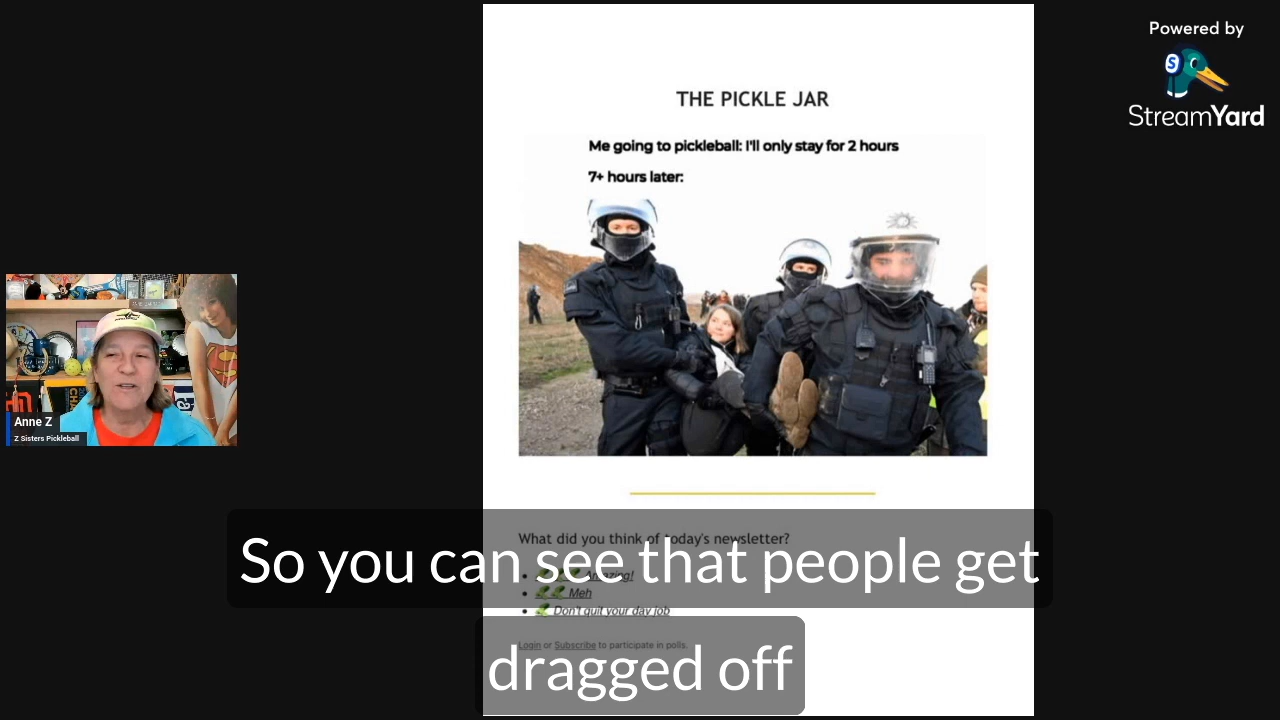 Powered by
StreamYard
THE PICKLE JAR
Me going to pickleball: I'll only stay for 2 hours
7+ hours later:
Anne Z
Z Sisters Pickleball
What did you think of today's newsletter?
Amazing!
Meh
Don't quit your day job
Login or Subscribe to participate in polls.
So you can see that people get
dragged off